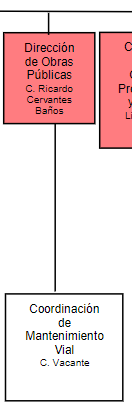 Dirección
de Obras
Públicas
C. Ricardo
Cervantes
Baños
Coordinación
de
Mantenimiento
Vial
C. Vacante